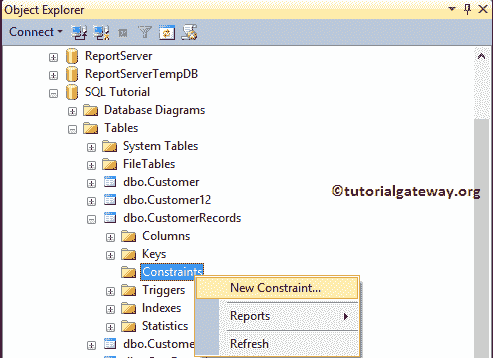 Object Explorer
Connect
ReportServer
ReportServerTempDB
SQL Tutorial
Database Diagrams
Tables
System Tables
FileTables
dbo.Customer
dbo.Customer12
©tutorialgateway.org
dbo.CustomerRecords
Columns
Keys
Constraints
Triggers
New Constraint...
Indexes
Reports
Statistics
dbo.Custome
Refresh